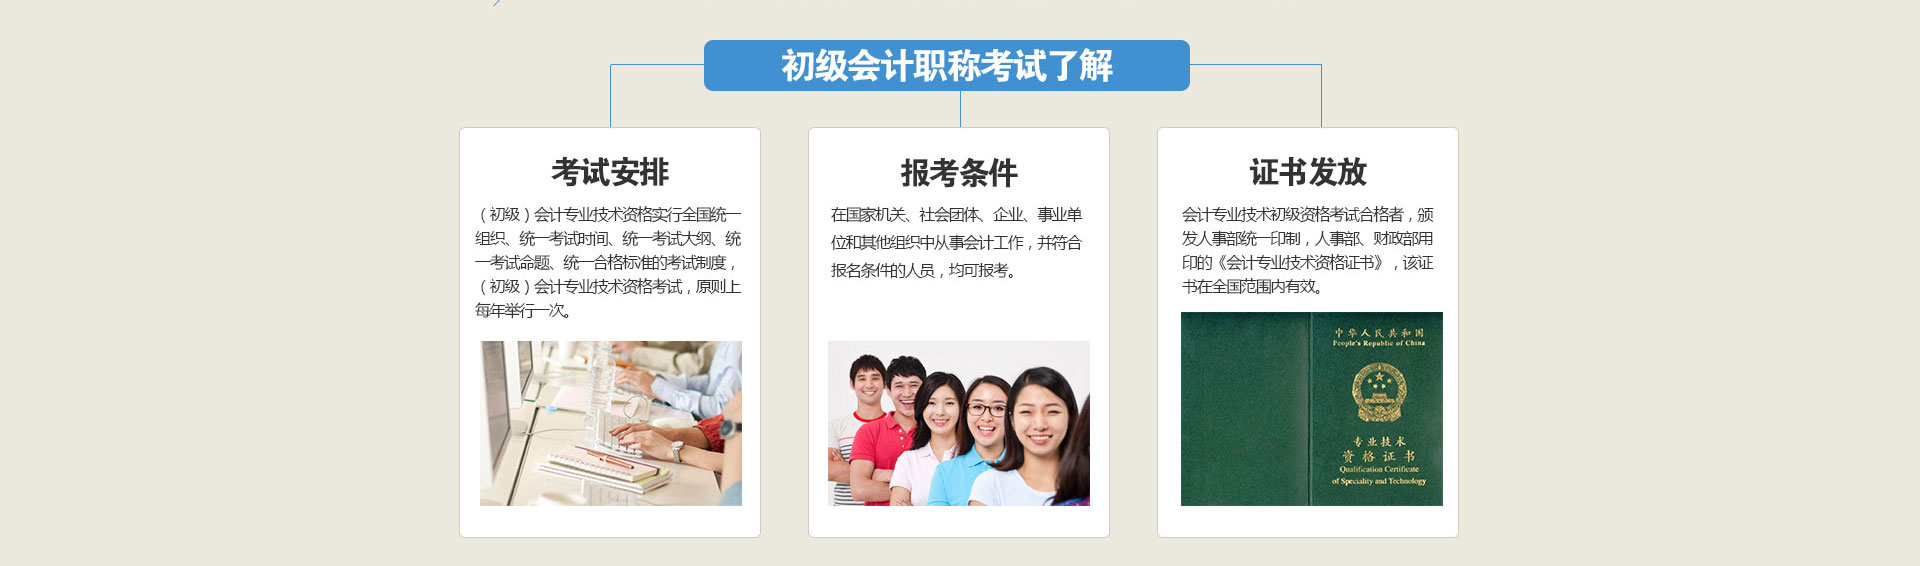 初级会计职称考试了解
考试安排
（初级）会计专业技术资格实行全国统一
组织、统一考试时间、统一考试大纲、统
一考试命题、统一合格标准的考试制度，
（初级）会计专业技术资格考试，原则上
每年举行一次。
报考条件
在国家机关、社会团体、企业、事业单
位和其他组织中从事会计工作，并符合
报名条件的人员，均可报考。
证书发放
会计专业技术初级资格考试合格者，颁
发人事部统一印制，人事部、财政部用
印的《会计专业技术资格证书》，该证
书在全国范围内有效。
中华人民共和国
People's Republic of China
专业技术
资格证书
Qualification Certificate
of Speciality and Technology